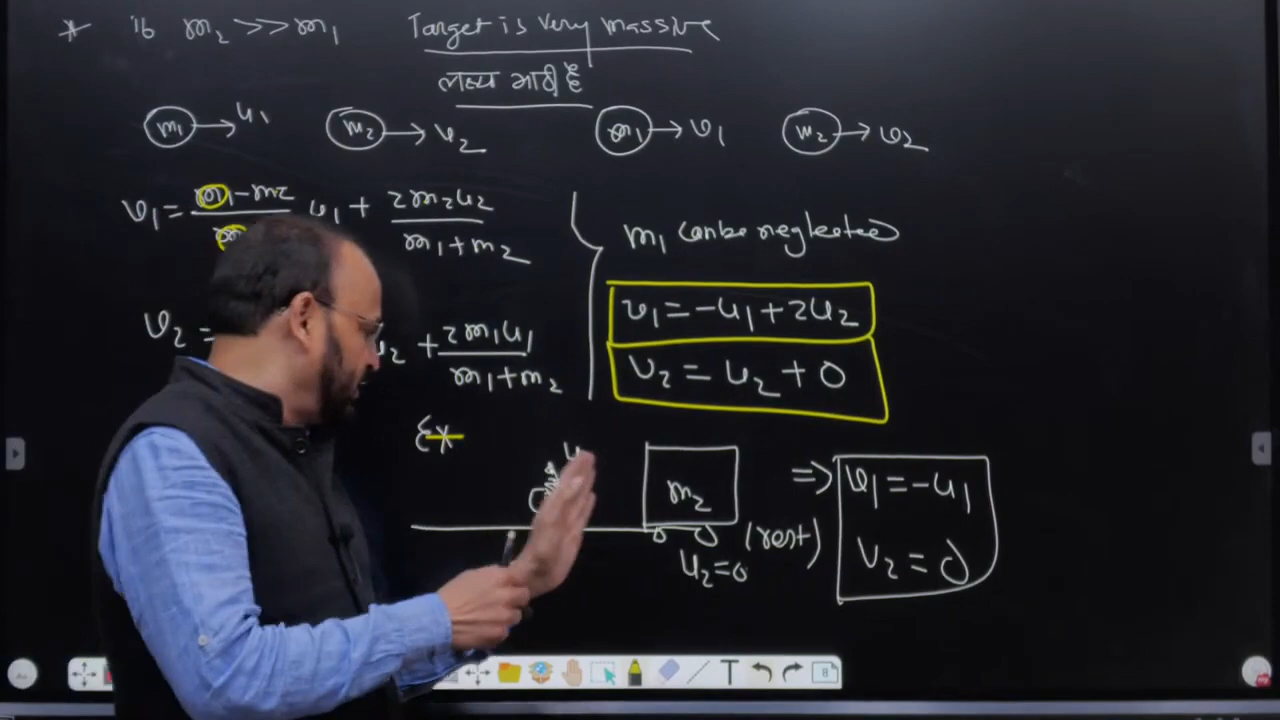 * if m₂ >> m₁ Target is very massive
लक्ष्य भारी है
m₁ → u₁ m₂ → u₂ m₁ → v₁ m₂ → v₂
v₁ = (m₁ - m₂)/m u₁ + 2m₂u₂/(m₁ + m₂)
m₁ can be neglected
v₁ = -u₁ + 2u₂
v₂ = u₂ + 2m₁u₁/(m₁ + m₂)
v₂ = u₂ + 0
Ex
m₂ (rest) ⇒ v₁ = -u₁
u₂ = 0 v₂ = 0
T 8